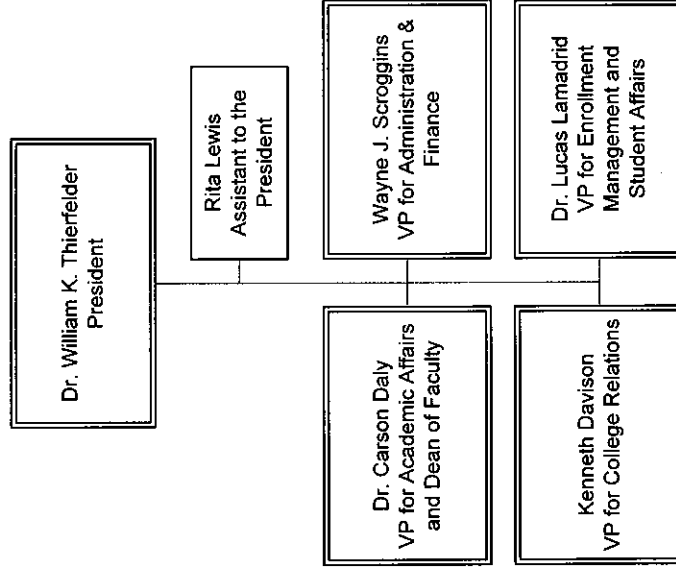 Dr. William K. Thierfelder
President
Rita Lewis
Assistant to the
President
Dr. Carson Daly
VP for Academic Affairs
and Dean of Faculty
Wayne J. Scroggins
VP for Administration &
Finance
Kenneth Davison
VP for College Relations
Dr. Lucas Lamadrid
VP for Enrollment
Management and
Student Affairs